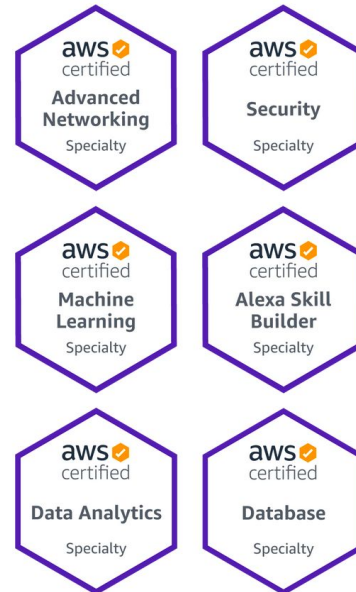 aws
certified
Advanced
Networking
Specialty
aws
certified
Security
Specialty
aws
certified
Machine
Learning
Specialty
aws
certified
Alexa Skill
Builder
Specialty
aws
certified
Data Analytics
Specialty
aws
certified
Database
Specialty